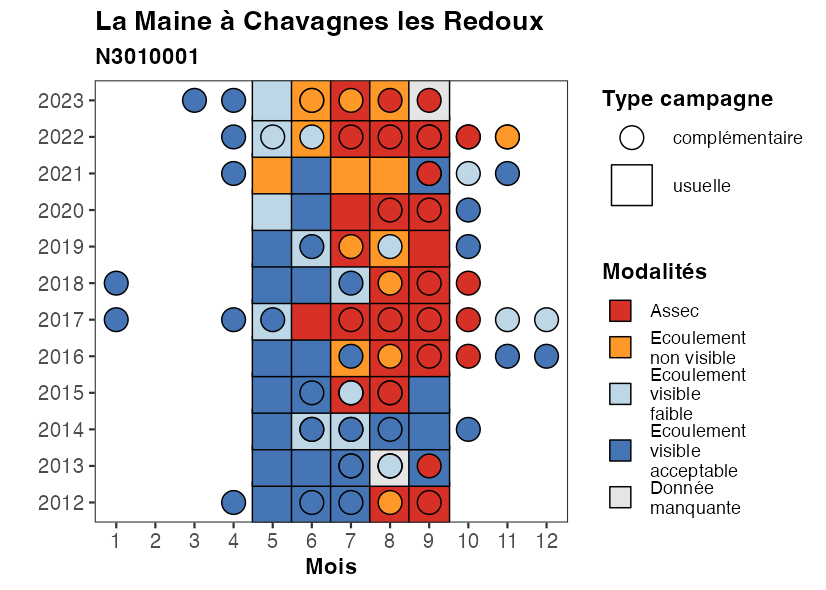 La Maine à Chavagnes les Redoux
N3010001
2023
2022
2021
2020
2019
2018
2017
2016
2015
2014
2013
2012
1 2 3 4 5 6 7 8 9 10 11 12
Mois
Type campagne
complémentaire
usuelle
Modalités
Assec
Ecoulement
non visible
Ecoulement
visible
faible
Ecoulement
visible
acceptable
Donnée
manquante